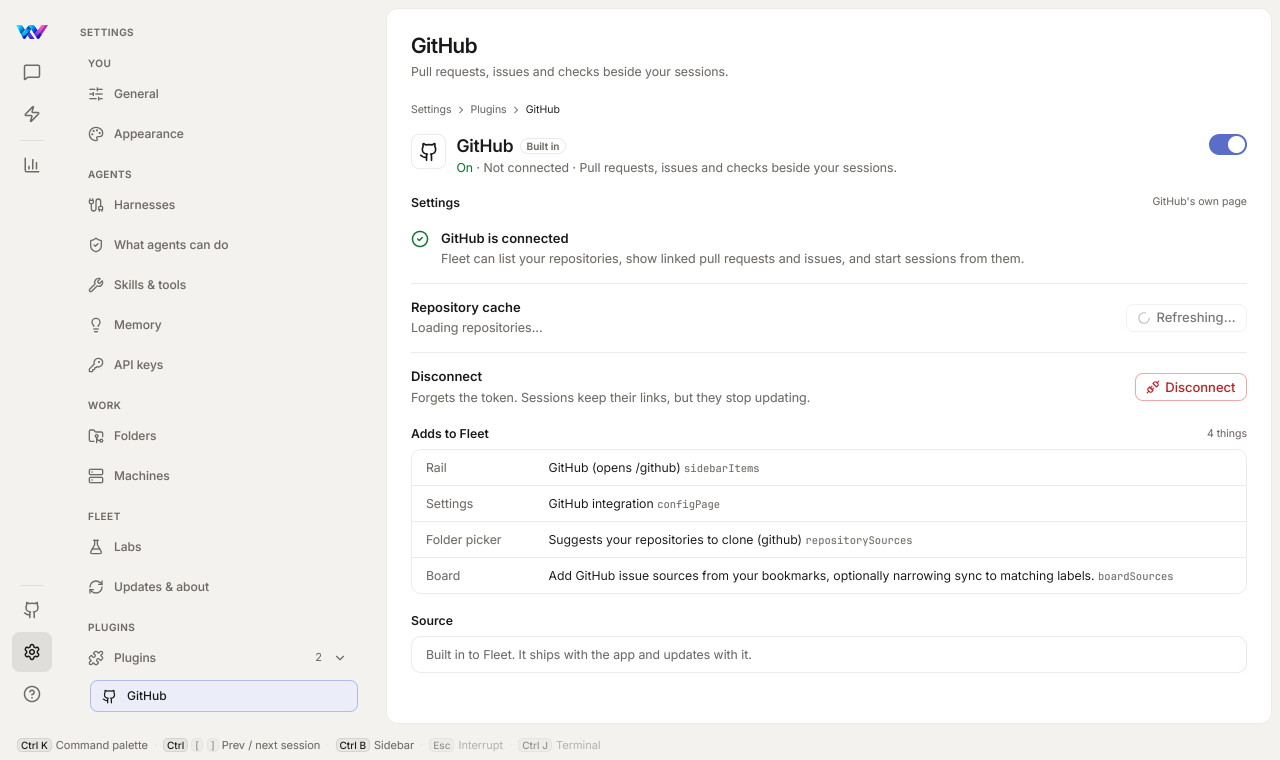 SETTINGS
YOU
General
Appearance
AGENTS
Harnesses
What agents can do
Skills & tools
Memory
API keys
WORK
Folders
Machines
FLEET
Labs
Updates & about
PLUGINS
Plugins 2
GitHub
GitHub
Pull requests, issues and checks beside your sessions.
Settings > Plugins > GitHub
GitHub Built in
On · Not connected · Pull requests, issues and checks beside your sessions.
Settings GitHub's own page
GitHub is connected
Fleet can list your repositories, show linked pull requests and issues, and start sessions from them.
Repository cache
Loading repositories...
Refreshing...
Disconnect
Forgets the token. Sessions keep their links, but they stop updating.
Disconnect
Adds to Fleet 4 things
Rail GitHub (opens /github) sidebarItems
Settings GitHub integration configPage
Folder picker Suggests your repositories to clone (github) repositorySources
Board Add GitHub issue sources from your bookmarks, optionally narrowing sync to matching labels. boardSources
Source
Built in to Fleet. It ships with the app and updates with it.
Ctrl K Command palette · Ctrl [ ] Prev / next session · Ctrl B Sidebar · Esc Interrupt · Ctrl J Terminal